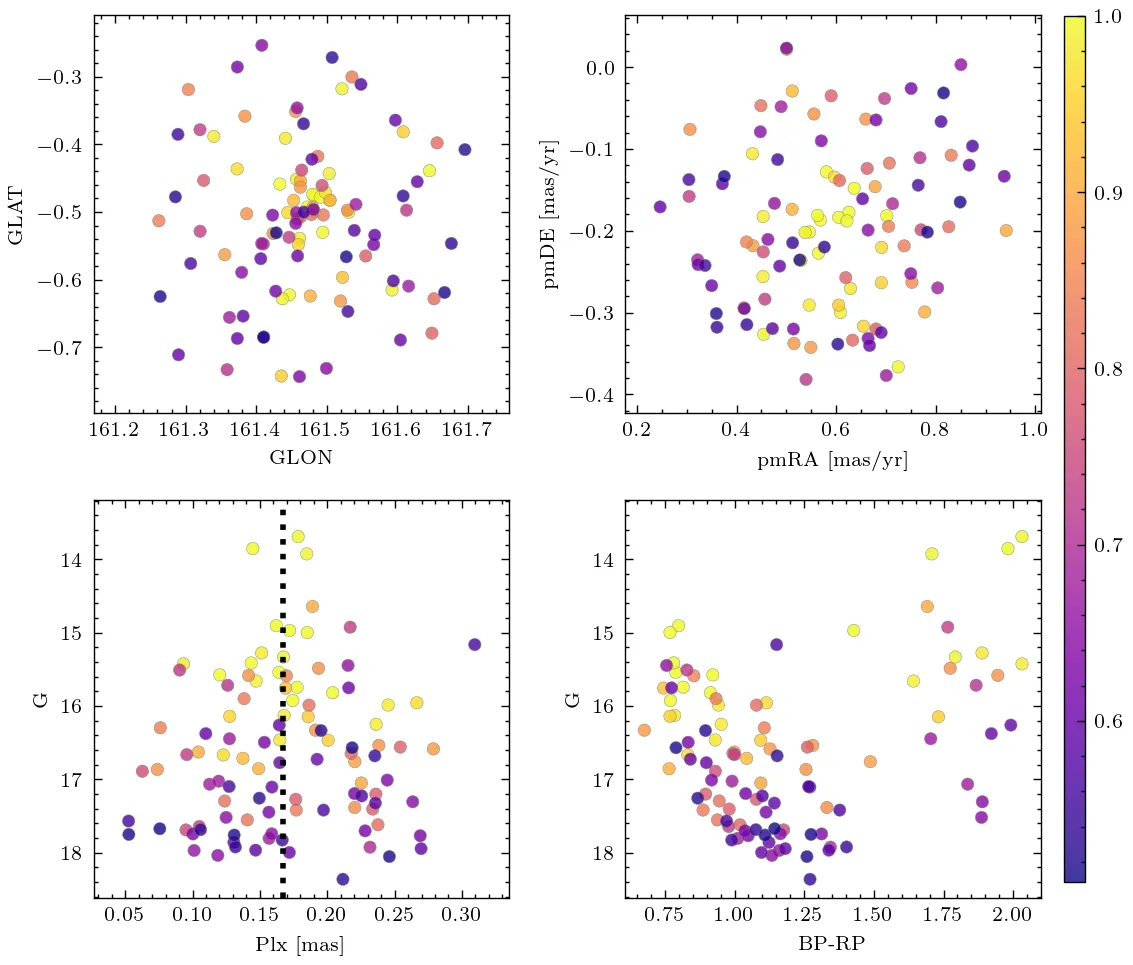 −0.3
−0.4
−0.5
−0.6
−0.7
GLAT
161.2 161.3 161.4 161.5 161.6 161.7
GLON
0.0
−0.1
−0.2
−0.3
−0.4
pmDE [mas/yr]
0.2 0.4 0.6 0.8 1.0
pmRA [mas/yr]
1.0
0.9
0.8
0.7
0.6
14
15
16
17
18
G
0.05 0.10 0.15 0.20 0.25 0.30
Plx [mas]
14
15
16
17
18
G
0.75 1.00 1.25 1.50 1.75 2.00
BP-RP